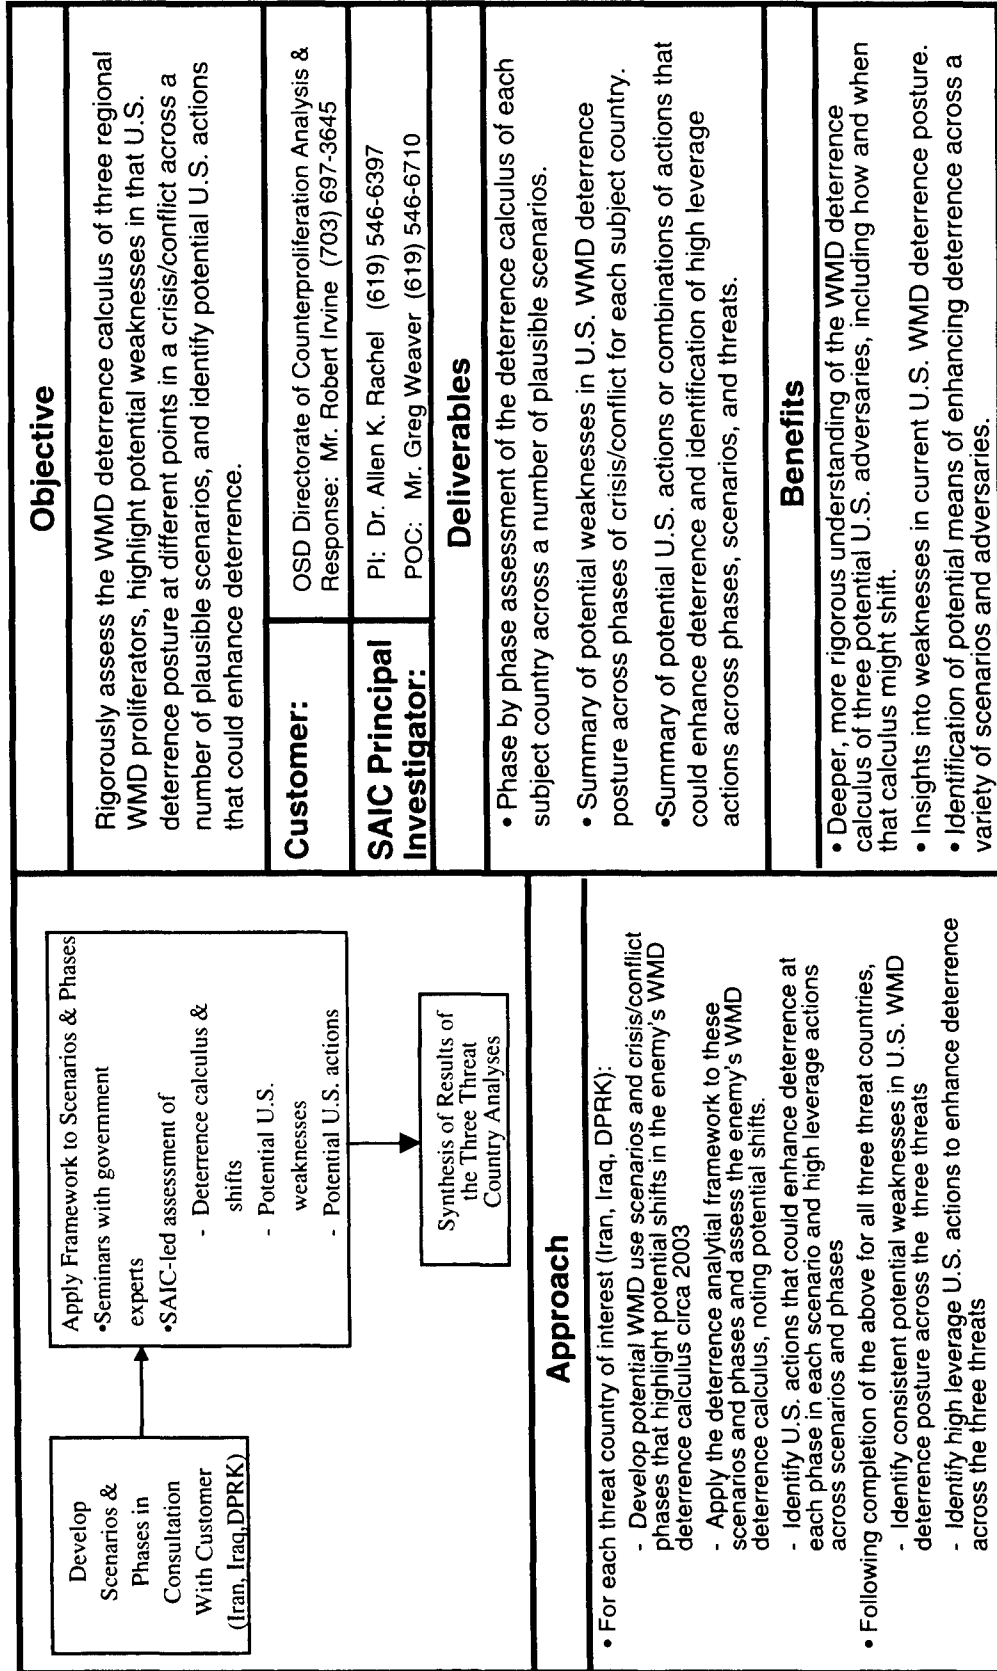 Develop
Scenarios &
Phases in
Consultation
With Customer
(Iran, Iraq,DPRK)
Apply Framework to Scenarios & Phases
•Seminars with government
experts
•SAIC-led assessment of
- Deterrence calculus &
shifts
- Potential U.S.
weaknesses
- Potential U.S. actions
Synthesis of Results of
the Three Threat
Country Analyses
Approach
• For each threat country of interest (Iran, Iraq, DPRK):
- Develop potential WMD use scenarios and crisis/conflict
phases that highlight potential shifts in the enemy's WMD
deterrence calculus circa 2003
- Apply the deterrence analytial framework to these
scenarios and phases and assess the enemy's WMD
deterrence calculus, noting potential shifts.
- Identify U.S. actions that could enhance deterrence at
each phase in each scenario and high leverage actions
across scenarios and phases
• Following completion of the above for all three threat countries,
- Identify consistent potential weaknesses in U.S. WMD
deterrence posture across the three threats
- Identify high leverage U.S. actions to enhance deterrence
across the three threats
Objective
Rigorously assess the WMD deterrence calculus of three regional
WMD proliferators, highlight potential weaknesses in that U.S.
deterrence posture at different points in a crisis/conflict across a
number of plausible scenarios, and identify potential U.S. actions
that could enhance deterrence.
Customer:
OSD Directorate of Counterproliferation Analysis &
Response: Mr. Robert Irvine (703) 697-3645
SAIC Principal
Investigator:
PI: Dr. Allen K. Rachel (619) 546-6397
POC: Mr. Greg Weaver (619) 546-6710
Deliverables
• Phase by phase assessment of the deterrence calculus of each
subject country across a number of plausible scenarios.
• Summary of potential weaknesses in U.S. WMD deterrence
posture across phases of crisis/conflict for each subject country.
•Summary of potential U.S. actions or combinations of actions that
could enhance deterrence and identification of high leverage
actions across phases, scenarios, and threats.
Benefits
• Deeper, more rigorous understanding of the WMD deterrence
calculus of three potential U.S. adversaries, including how and when
that calculus might shift.
• Insights into weaknesses in current U.S. WMD deterrence posture.
• Identification of potential means of enhancing deterrence across a
variety of scenarios and adversaries.